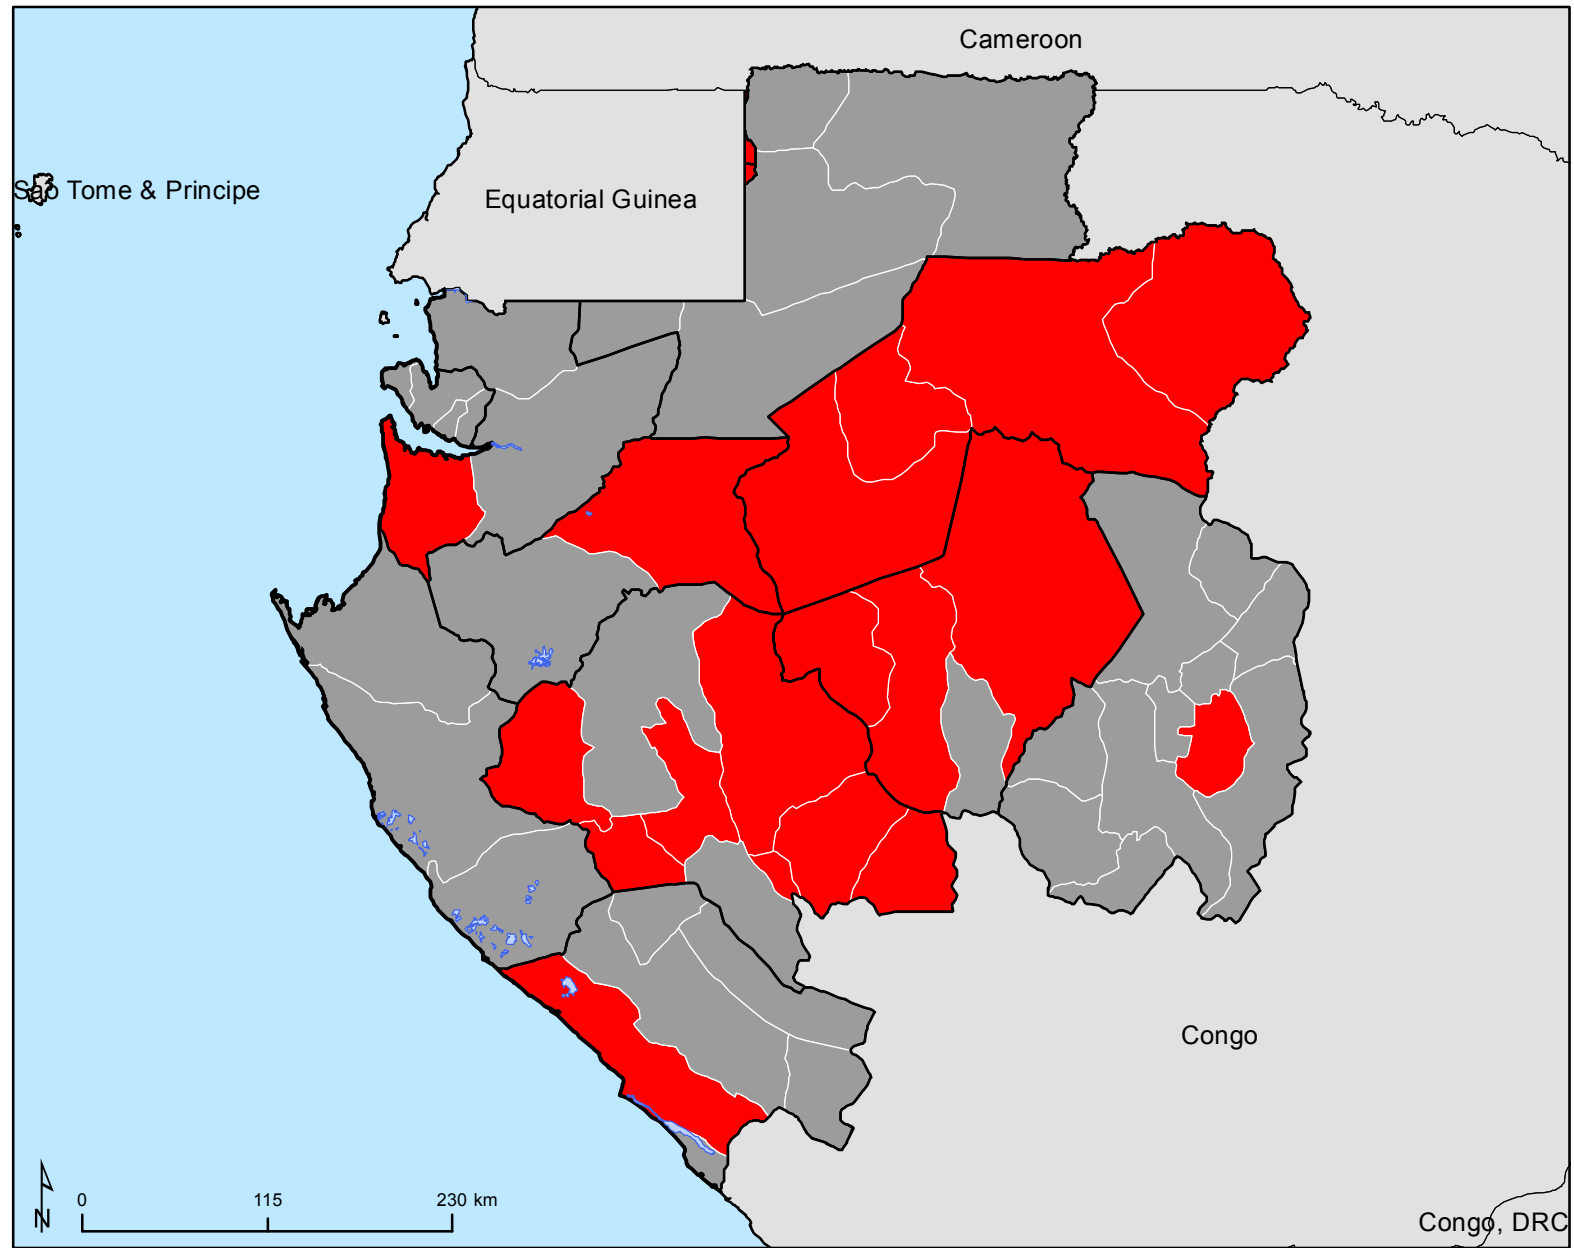 Cameroon
Sao Tome & Principe
Equatorial Guinea
Congo
N
0 115 230 km
Congo, DRC